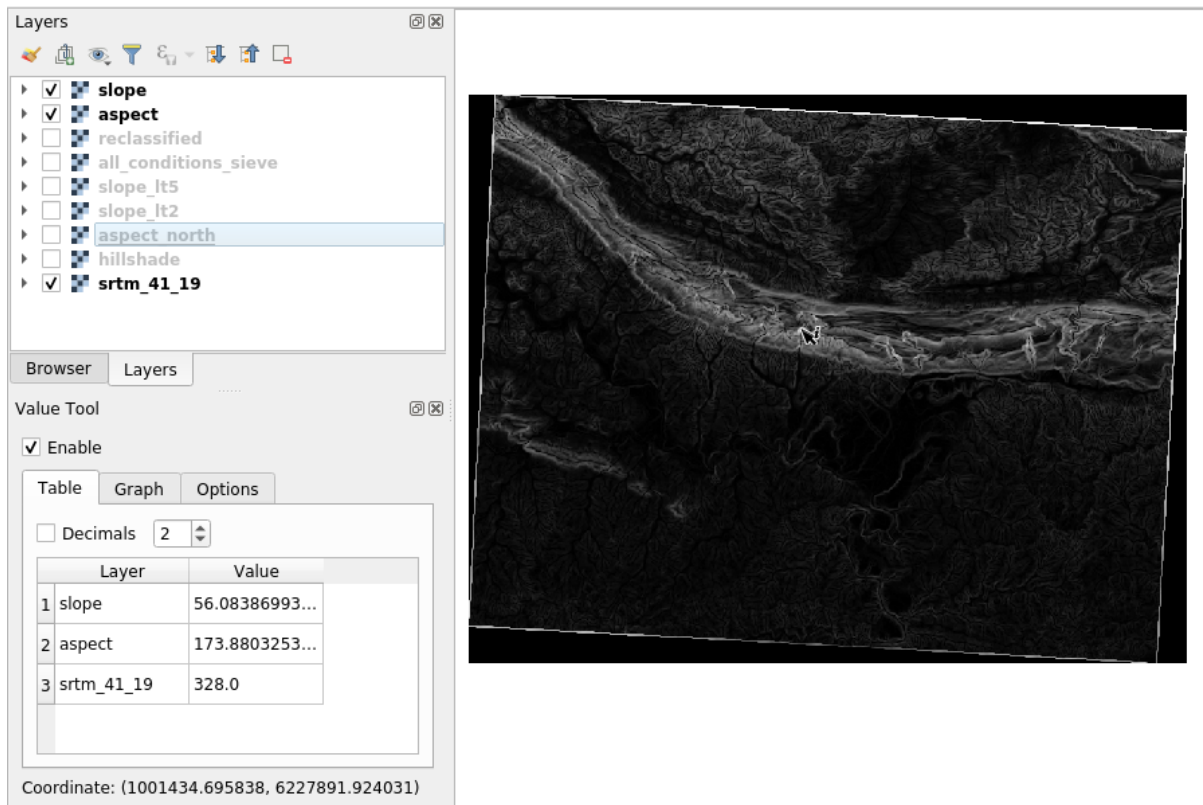 Layers
slope
aspect
reclassified
all_conditions_sieve
slope_lt5
slope_lt2
aspect_north
hillshade
srtm_41_19
Browser Layers
Value Tool
Enable
Table Graph Options
Decimals 2
Layer Value
1 slope 56.08386993...
2 aspect 173.8803253...
3 srtm_41_19 328.0
Coordinate: (1001434.695838, 6227891.924031)